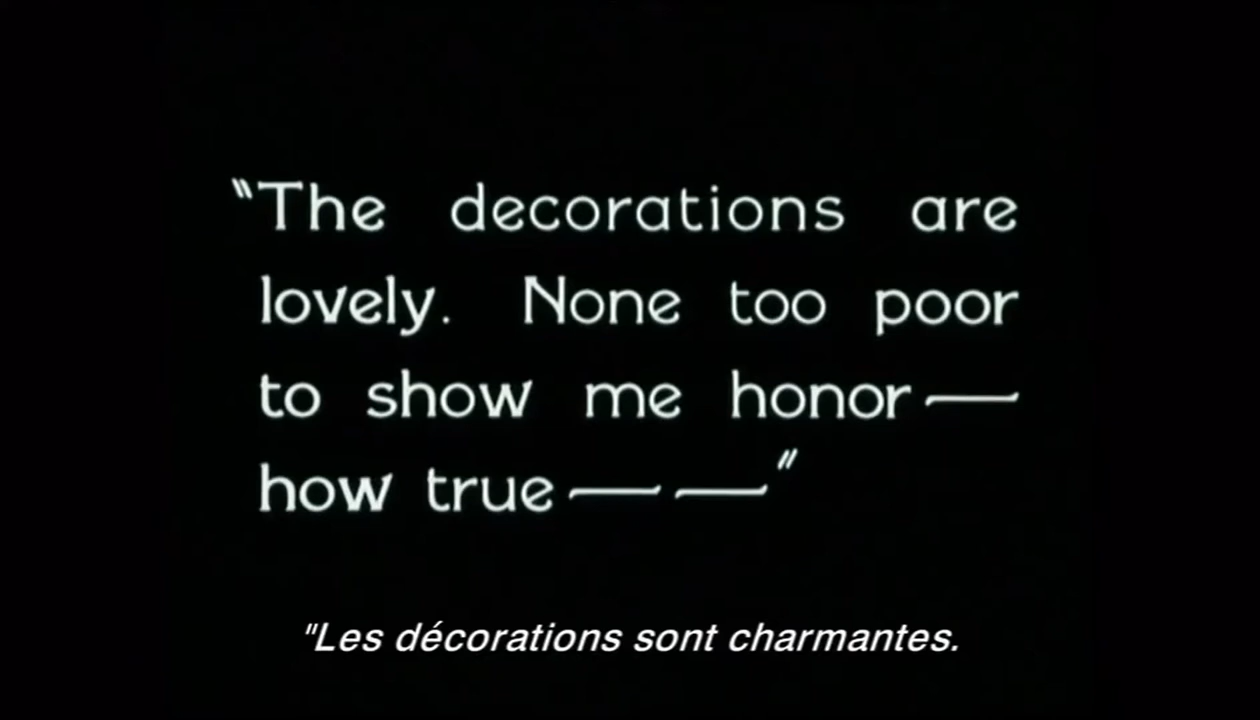 "The decorations are
lovely. None too poor
to show me honor—
how true— —"
"Les décorations sont charmantes.